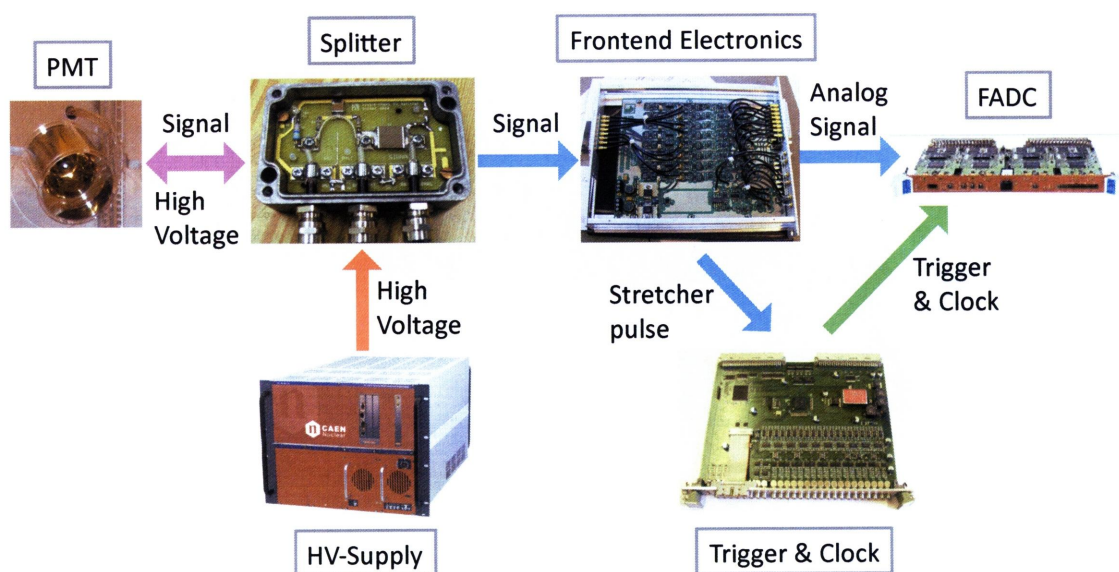 PMT
Splitter
Frontend Electronics
FADC
Signal
High
Voltage
Signal
Analog
Signal
High
Voltage
Stretcher
pulse
Trigger
& Clock
n
CAEN
Nuclear
HV-Supply
Trigger & Clock